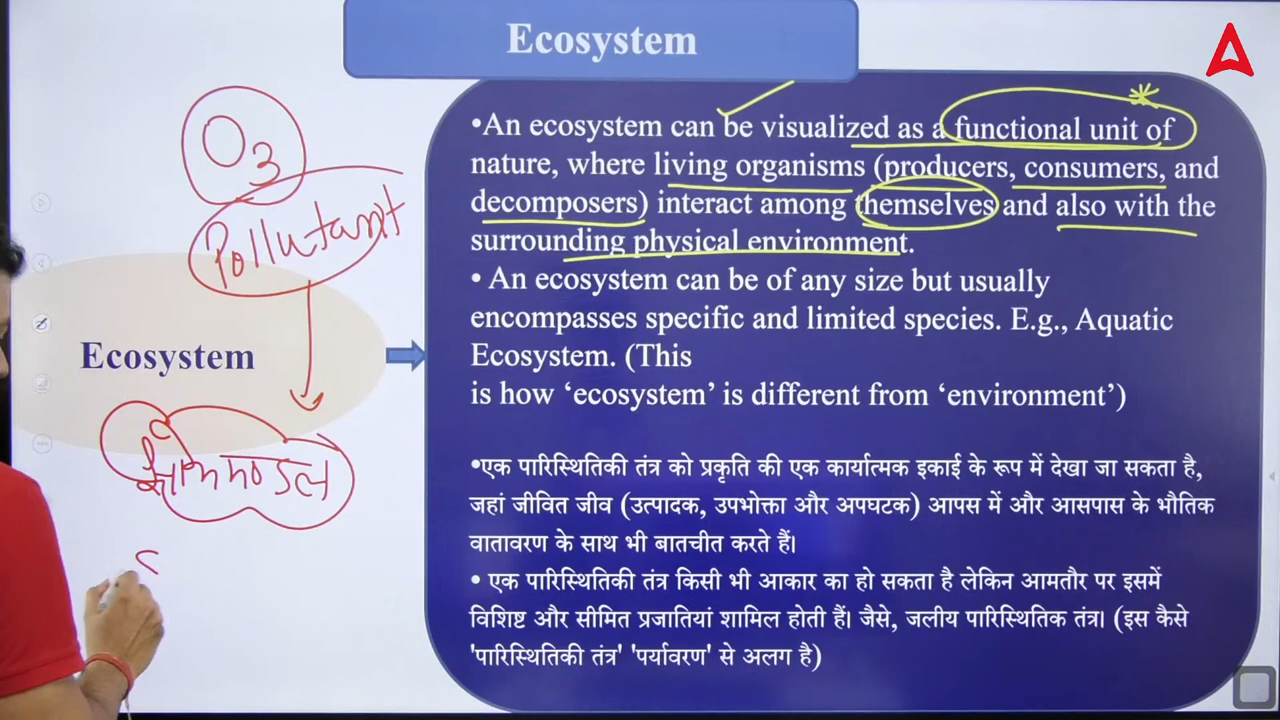 Ecosystem
O3
Pollutant
Ecosystem
•An ecosystem can be visualized as a functional unit of
nature, where living organisms (producers, consumers, and
decomposers) interact among themselves and also with the
surrounding physical environment.
• An ecosystem can be of any size but usually
encompasses specific and limited species. E.g., Aquatic
Ecosystem. (This
is how ‘ecosystem’ is different from ‘environment’)
•एक पारिस्थितिकी तंत्र को प्रकृति की एक कार्यात्मक इकाई के रूप में देखा जा सकता है,
जहां जीवित जीव (उत्पादक, उपभोक्ता और अपघटक) आपस में और आसपास के भौतिक
वातावरण के साथ भी बातचीत करते हैं।
• एक पारिस्थितिकी तंत्र किसी भी आकार का हो सकता है लेकिन आमतौर पर इसमें
विशिष्ट और सीमित प्रजातियां शामिल होती हैं। जैसे, जलीय पारिस्थितिक तंत्र। (इस कैसे
'पारिस्थितिकी तंत्र' 'पर्यावरण' से अलग है)